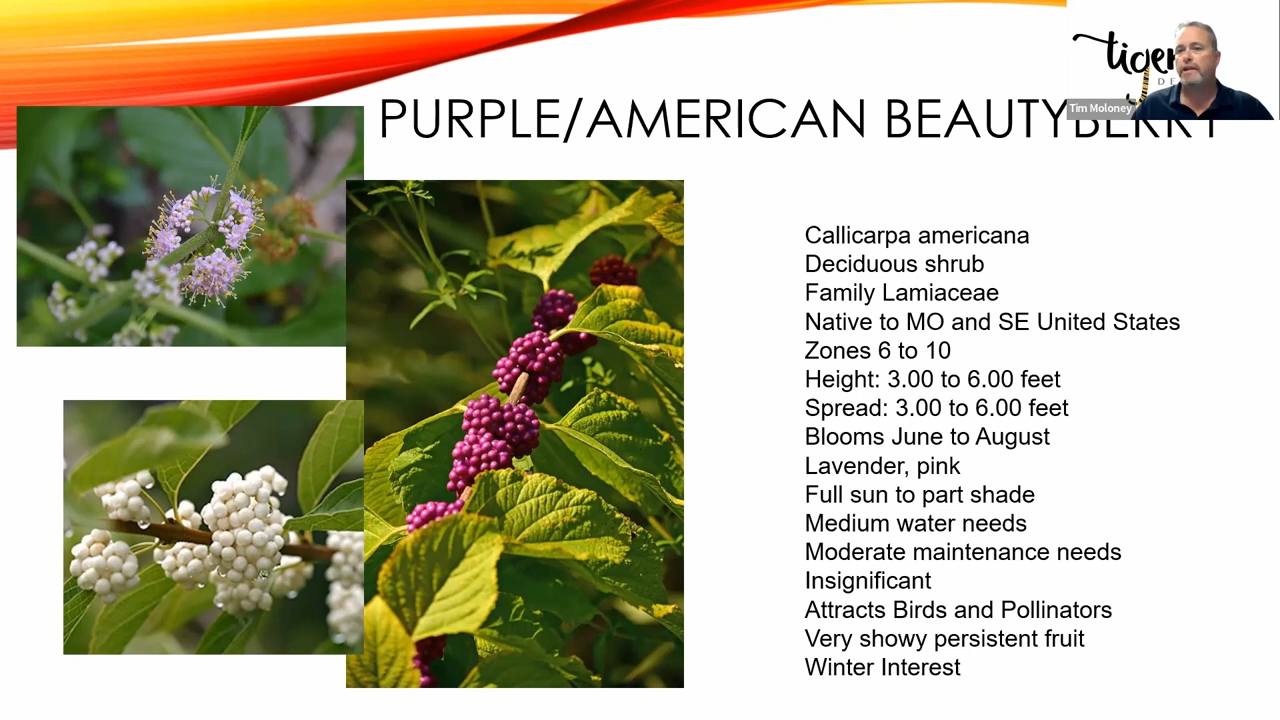 tiger
DE
Tim Moloney
PURPLE/AMERICAN BEAUTYBERRY
Callicarpa americana
Deciduous shrub
Family Lamiaceae
Native to MO and SE United States
Zones 6 to 10
Height: 3.00 to 6.00 feet
Spread: 3.00 to 6.00 feet
Blooms June to August
Lavender, pink
Full sun to part shade
Medium water needs
Moderate maintenance needs
Insignificant
Attracts Birds and Pollinators
Very showy persistent fruit
Winter Interest